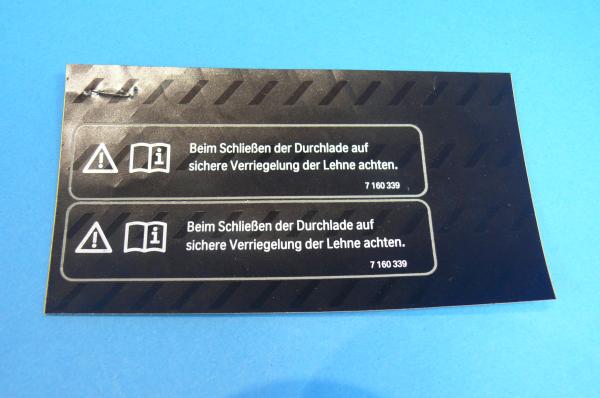 Beim Schließen der Durchlade auf
sichere Verriegelung der Lehne achten.
7 160 339
Beim Schließen der Durchlade auf
sichere Verriegelung der Lehne achten.
7 160 339